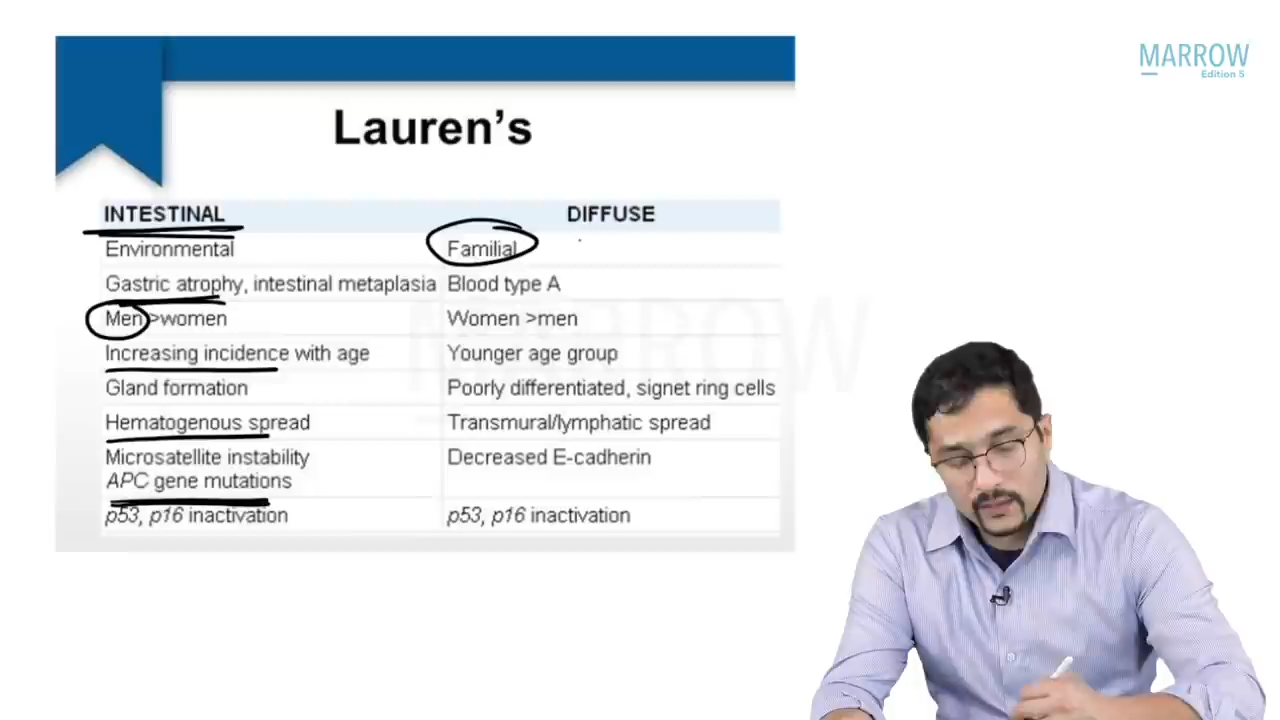 MARROW
Edition 5
Lauren's
INTESTINAL DIFFUSE
Environmental Familial
Gastric atrophy, intestinal metaplasia Blood type A
Men >women Women >men
Increasing incidence with age Younger age group
Gland formation Poorly differentiated, signet ring cells
Hematogenous spread Transmural/lymphatic spread
Microsatellite instability Decreased E-cadherin
APC gene mutations
p53, p16 inactivation p53, p16 inactivation
MARROW